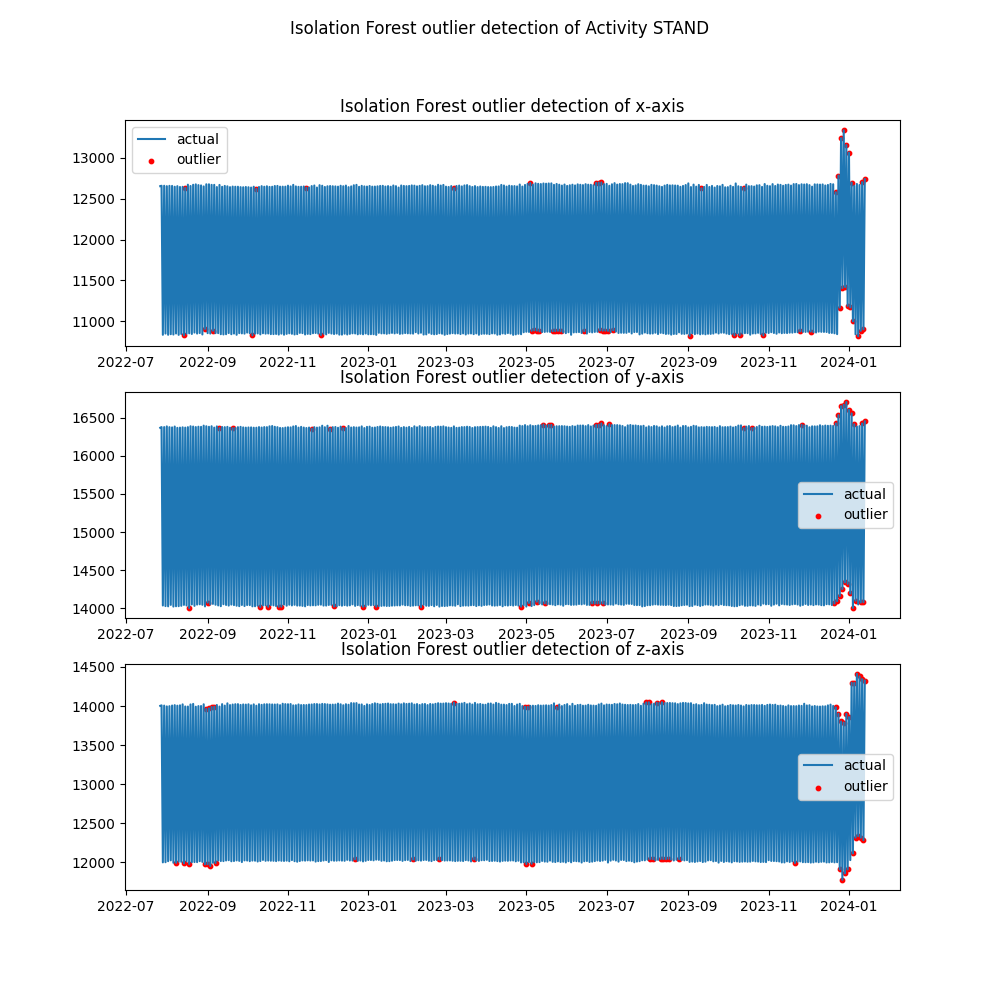 Isolation Forest outlier detection of Activity STAND
Isolation Forest outlier detection of x-axis
actual
outlier
13000
12500
12000
11500
11000
2022-07 2022-09 2022-11 2023-01 2023-03 2023-05 2023-07 2023-09 2023-11 2024-01
Isolation Forest outlier detection of y-axis
16500
16000
15500
15000
14500
14000
actual
outlier
2022-07 2022-09 2022-11 2023-01 2023-03 2023-05 2023-07 2023-09 2023-11 2024-01
Isolation Forest outlier detection of z-axis
14500
14000
13500
13000
12500
12000
actual
outlier
2022-07 2022-09 2022-11 2023-01 2023-03 2023-05 2023-07 2023-09 2023-11 2024-01